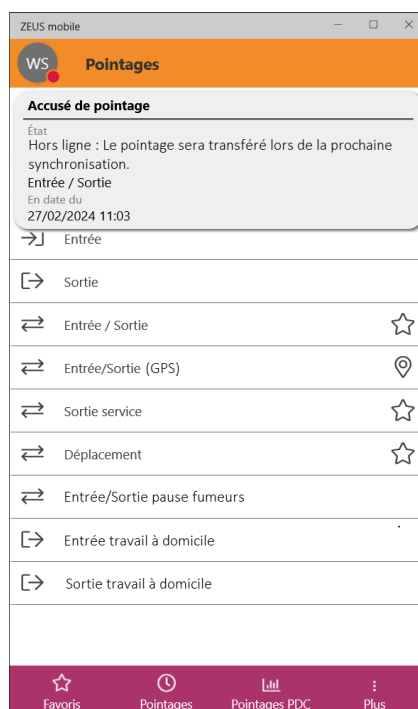 ZEUS mobile
WS
Pointages
Accusé de pointage
État
Hors ligne : Le pointage sera transféré lors de la prochaine
synchronisation.
Entrée / Sortie
En date du
27/02/2024 11:03
Entrée
Sortie
Entrée / Sortie
Entrée/Sortie (GPS)
Sortie service
Déplacement
Entrée/Sortie pause fumeurs
Entrée travail à domicile
Sortie travail à domicile
Favoris Pointages Pointages PDC Plus